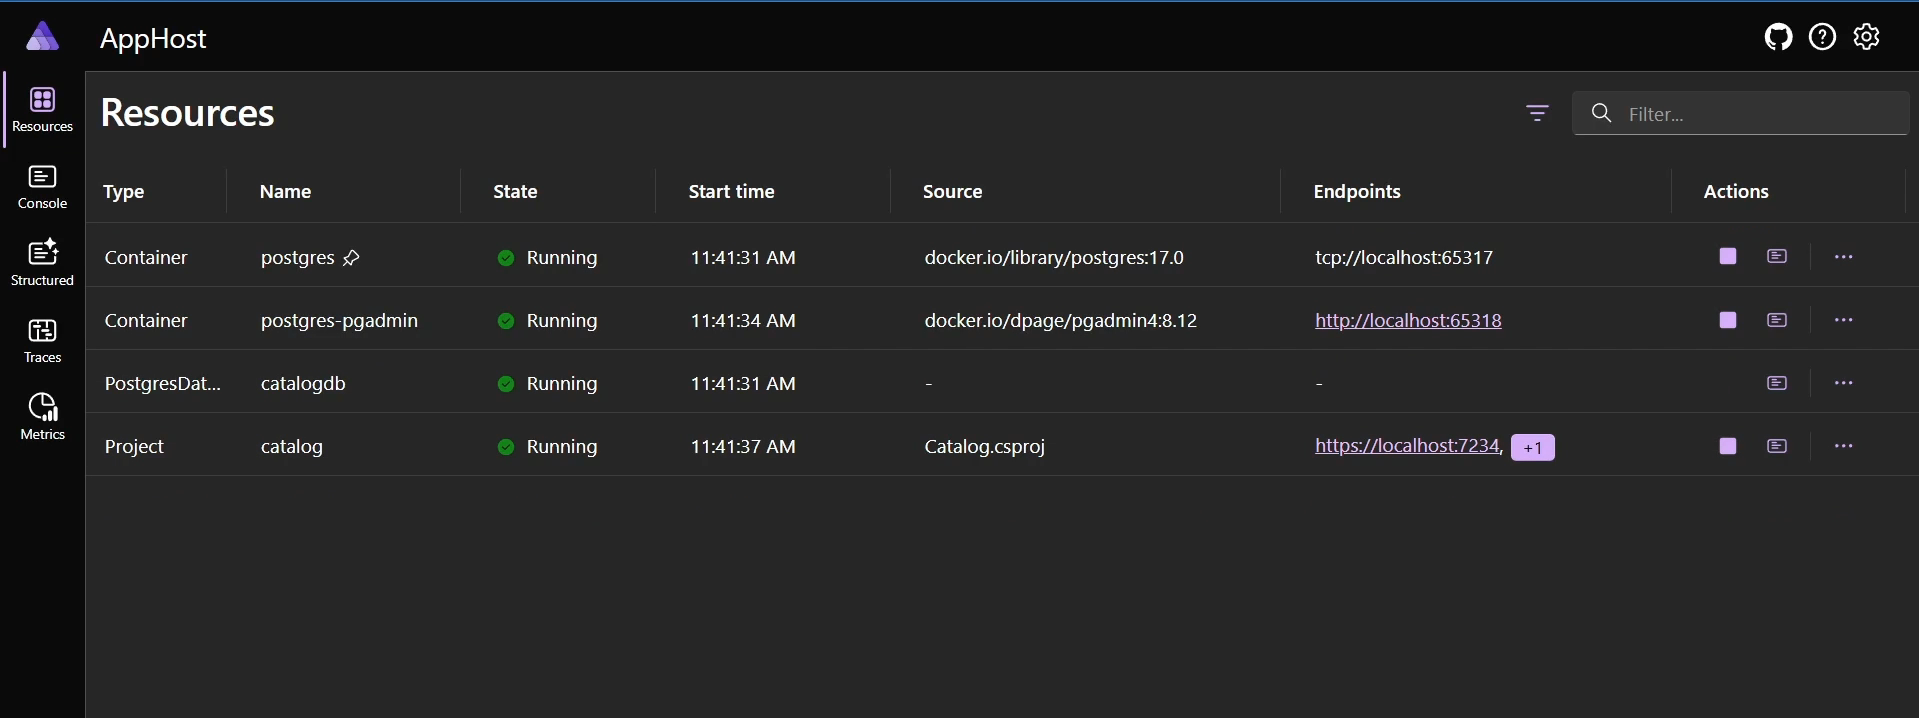 AppHost
Resources
Filter...
Resources
Console
Structured
Traces
Metrics
Type Name State Start time Source Endpoints Actions
Container postgres Running 11:41:31 AM docker.io/library/postgres:17.0 tcp://localhost:65317 ...
Container postgres-pgadmin Running 11:41:34 AM docker.io/dpage/pgadmin4:8.12 http://localhost:65318 ...
PostgresDat... catalogdb Running 11:41:31 AM - - ...
Project catalog Running 11:41:37 AM Catalog.csproj https://localhost:7234, +1 ...